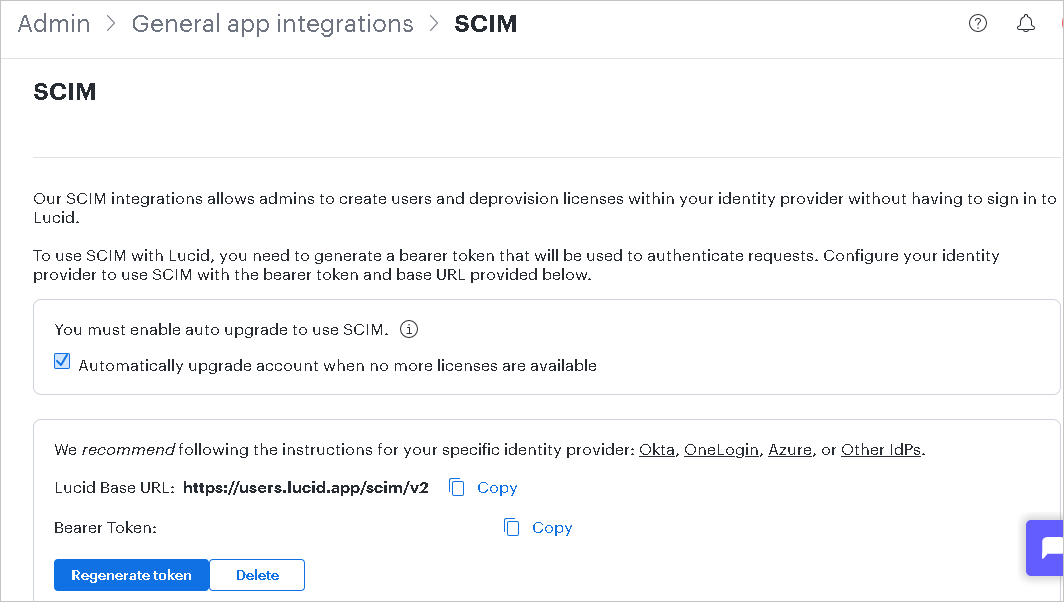 Admin > General app integrations > SCIM
SCIM
Our SCIM integrations allows admins to create users and deprovision licenses within your identity provider without having to sign in to
Lucid.
To use SCIM with Lucid, you need to generate a bearer token that will be used to authenticate requests. Configure your identity
provider to use SCIM with the bearer token and base URL provided below.
You must enable auto upgrade to use SCIM.
Automatically upgrade account when no more licenses are available
We recommend following the instructions for your specific identity provider: Okta, OneLogin, Azure, or Other IdPs.
Lucid Base URL: https://users.lucid.app/scim/v2 Copy
Bearer Token: Copy
Regenerate token Delete